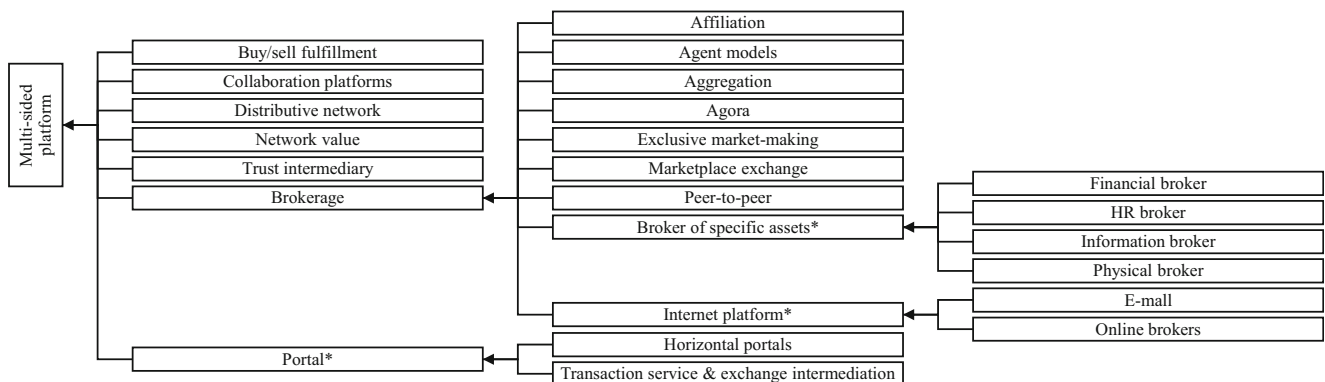 Multi-sided
platform
Buy/sell fulfillment
Collaboration platforms
Distributive network
Network value
Trust intermediary
Brokerage
Portal*
Affiliation
Agent models
Aggregation
Agora
Exclusive market-making
Marketplace exchange
Peer-to-peer
Broker of specific assets*
Internet platform*
Horizontal portals
Transaction service & exchange intermediation
Financial broker
HR broker
Information broker
Physical broker
E-mall
Online brokers